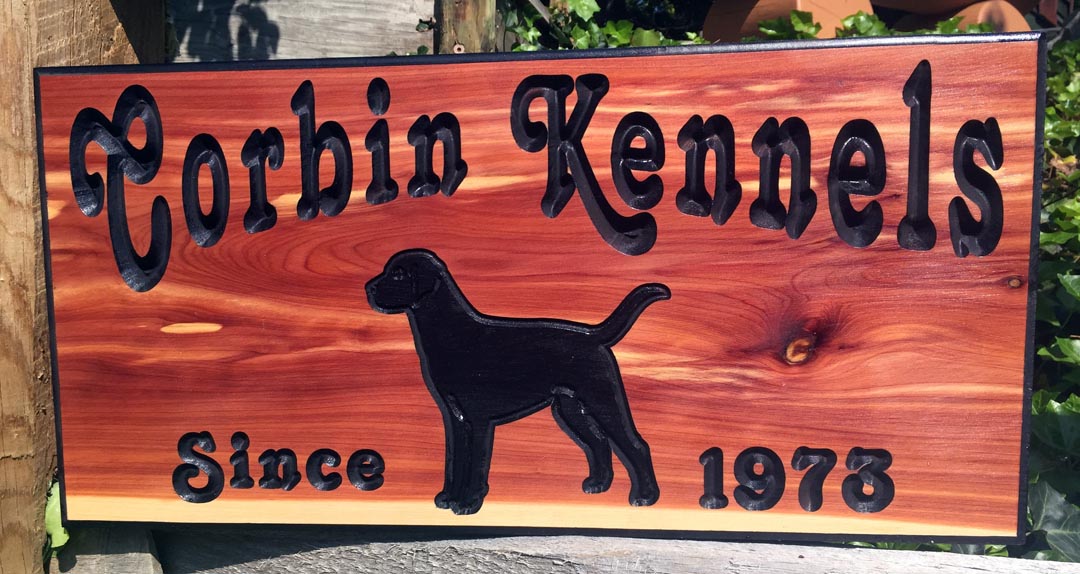 Corbin Kennels
Since 1973